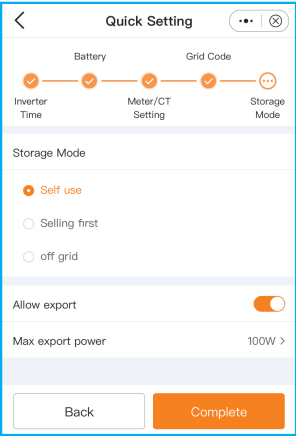 Quick Setting
Battery
Grid Code
Inverter
Time
Meter/CT
Setting
Storage
Mode
Storage Mode
Self use
Selling first
off grid
Allow export
Max export power 100W >
Back Complete